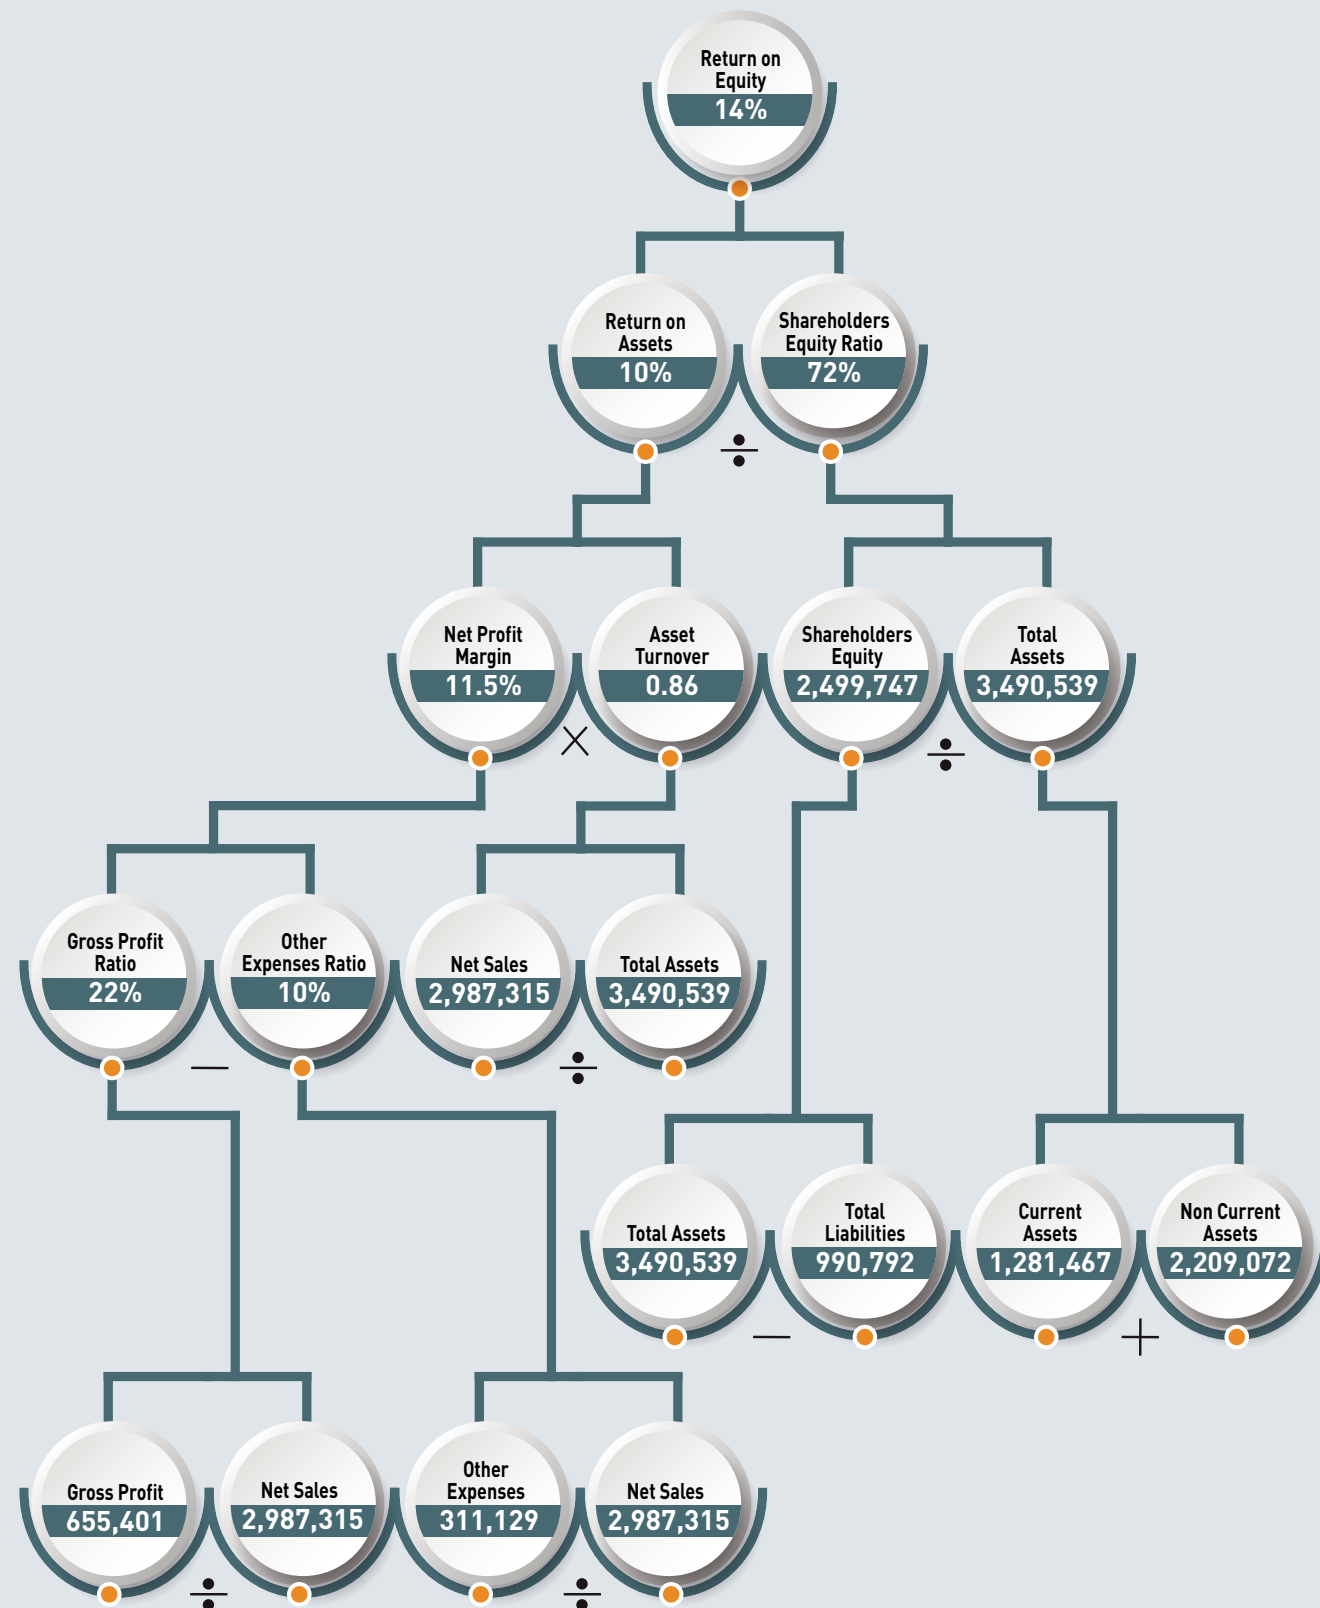 Return on
Equity
14%
Return on
Assets
10%
Shareholders
Equity Ratio
72%
÷
Net Profit
Margin
11.5%
Asset
Turnover
0.86
Shareholders
Equity
2,499,747
Total
Assets
3,490,539
×
÷
Gross Profit
Ratio
22%
Other
Expenses Ratio
10%
Net Sales
2,987,315
Total Assets
3,490,539
—
÷
Total Assets
3,490,539
Total
Liabilities
990,792
Current
Assets
1,281,467
Non Current
Assets
2,209,072
—
+
Gross Profit
655,401
Net Sales
2,987,315
Other
Expenses
311,129
Net Sales
2,987,315
÷
÷